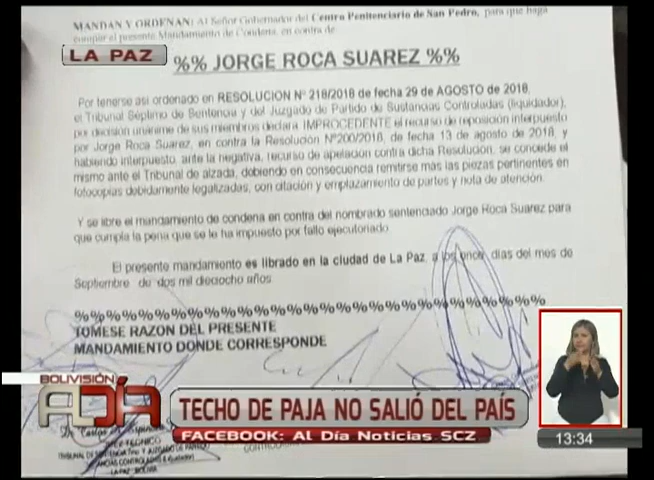 MANDAN Y ORDENAN: Al Señor Gobernador del Centro Penitenciario de San Pedro, para que haga
cumplir el presente Mandamiento de Condena, en contra de
LA PAZ
%% JORGE ROCA SUAREZ %%
Por tenerse así ordenado en RESOLUCIÓN Nº 218/2018 de fecha 29 de AGOSTO de 2018,
el Tribunal Séptimo de Sentencia y del Juzgado de Partido de Sustancias Controladas (liquidador),
por decisión unánime de sus miembros declara IMPROCEDENTE el recurso de reposición interpuesto
por Jorge Roca Suarez, en contra la Resolución Nº200/2018, de fecha 13 de agosto de 2018, y
habiendo interpuesto, ante la negativa, recurso de apelación contra dicha Resolución, se concede el
mismo ante el Tribunal de alzada, debiendo en consecuencia remitirse más las piezas pertinentes en
fotocopias debidamente legalizadas, con citación y emplazamiento de partes y nota de atención.
Y se libre el mandamiento de condena en contra del nombrado sentenciado Jorge Roca Suarez para
que cumpla la pena que se le ha impuesto por fallo ejecutoriado.
El presente mandamiento es librado en la ciudad de La Paz, a los once días del mes de
Septiembre de dos mil dieciocho años.
%%%%%%%%%%%%%%%%%%%%%%%%%%%%%%%%%%
TOMESE RAZON DEL PRESENTE
MANDAMIENTO DONDE CORRESPONDE
BOLIVISIÓN
ALDÍA
TECHO DE PAJA NO SALIÓ DEL PAÍS
FACEBOOK: Al Día Noticias SCZ
13:34
JUEZ TÉCNICO
LA PAZ - BOLIVIA